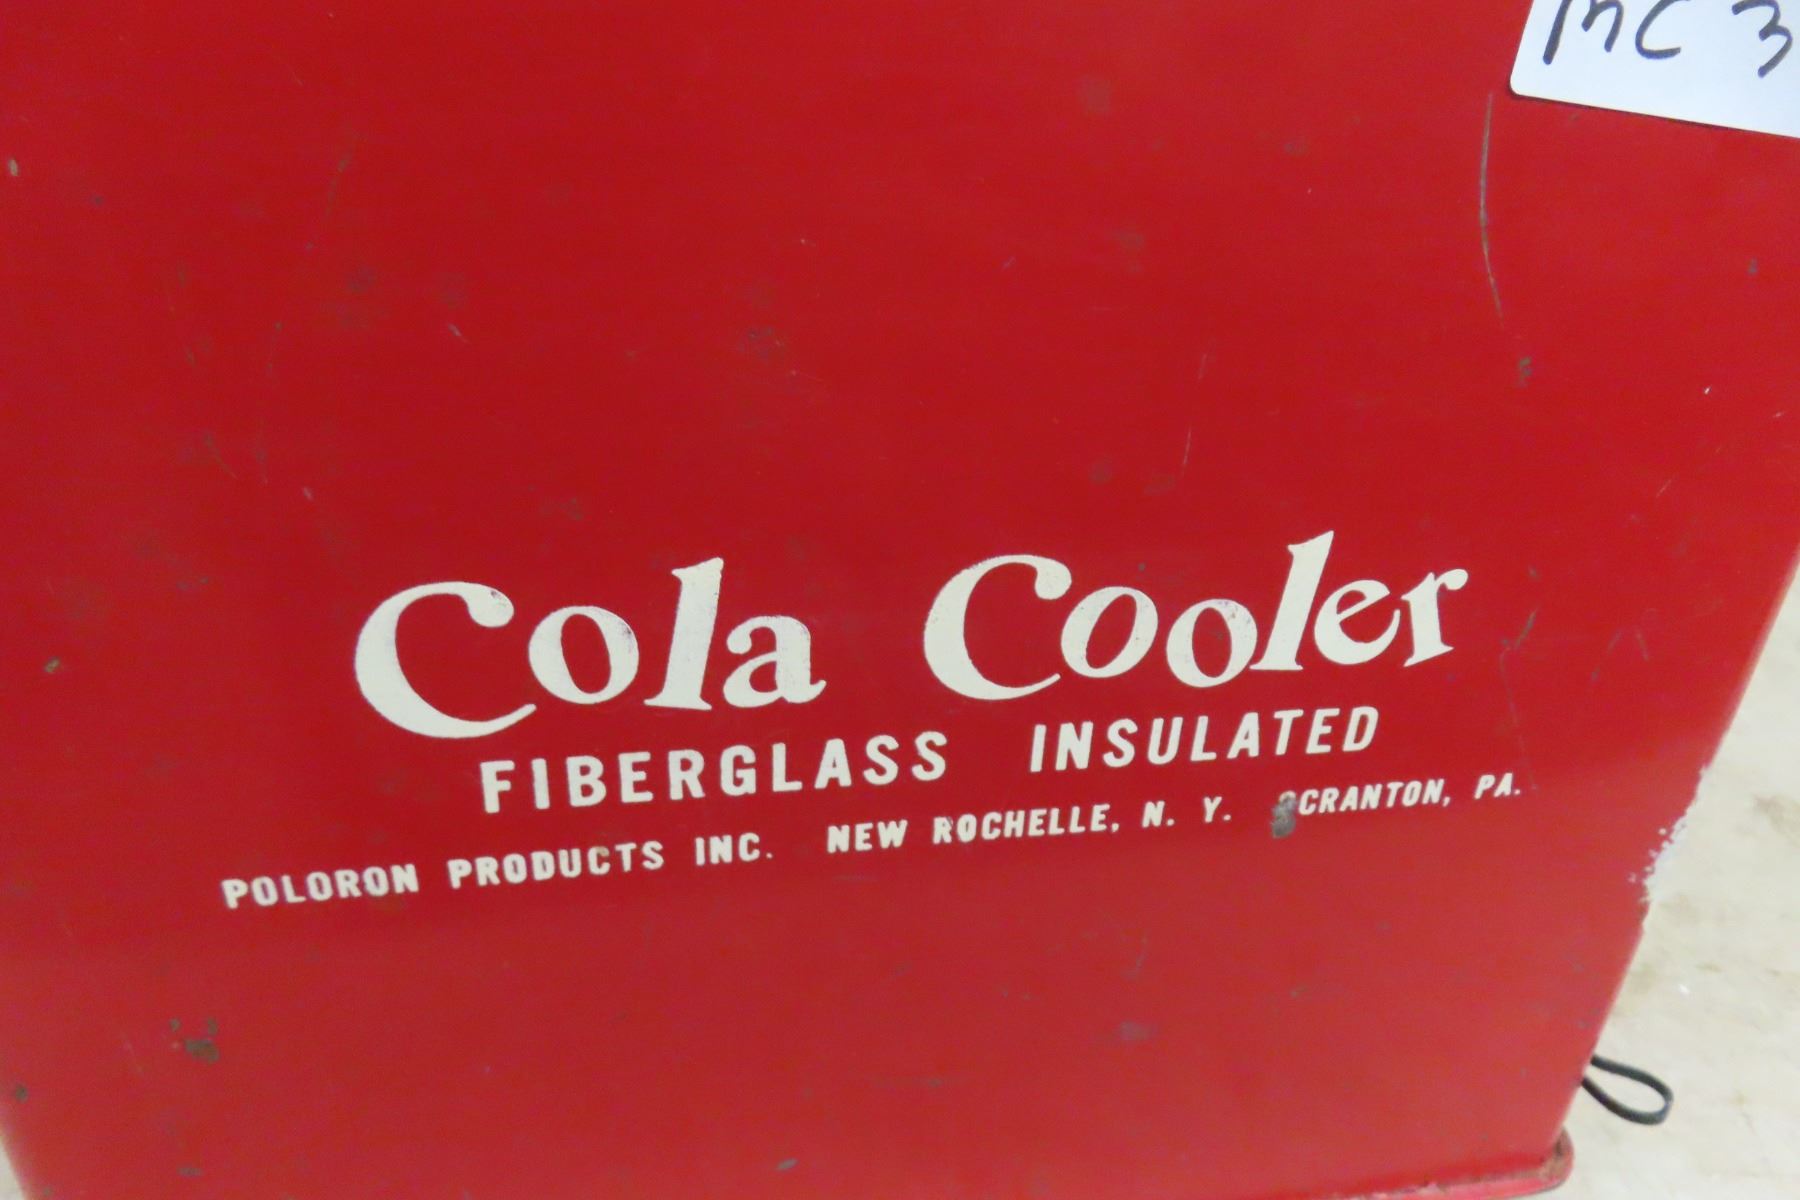 MC 3
Cola Cooler
FIBERGLASS INSULATED
POLORON PRODUCTS INC. NEW ROCHELLE, N. Y. SCRANTON, PA.